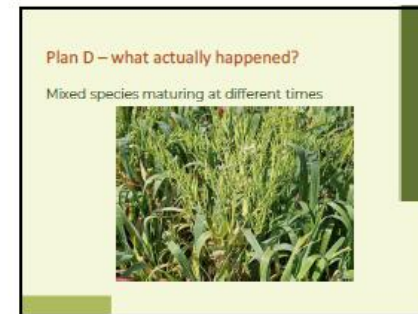 Plan D – what actually happened?
Mixed species maturing at different times